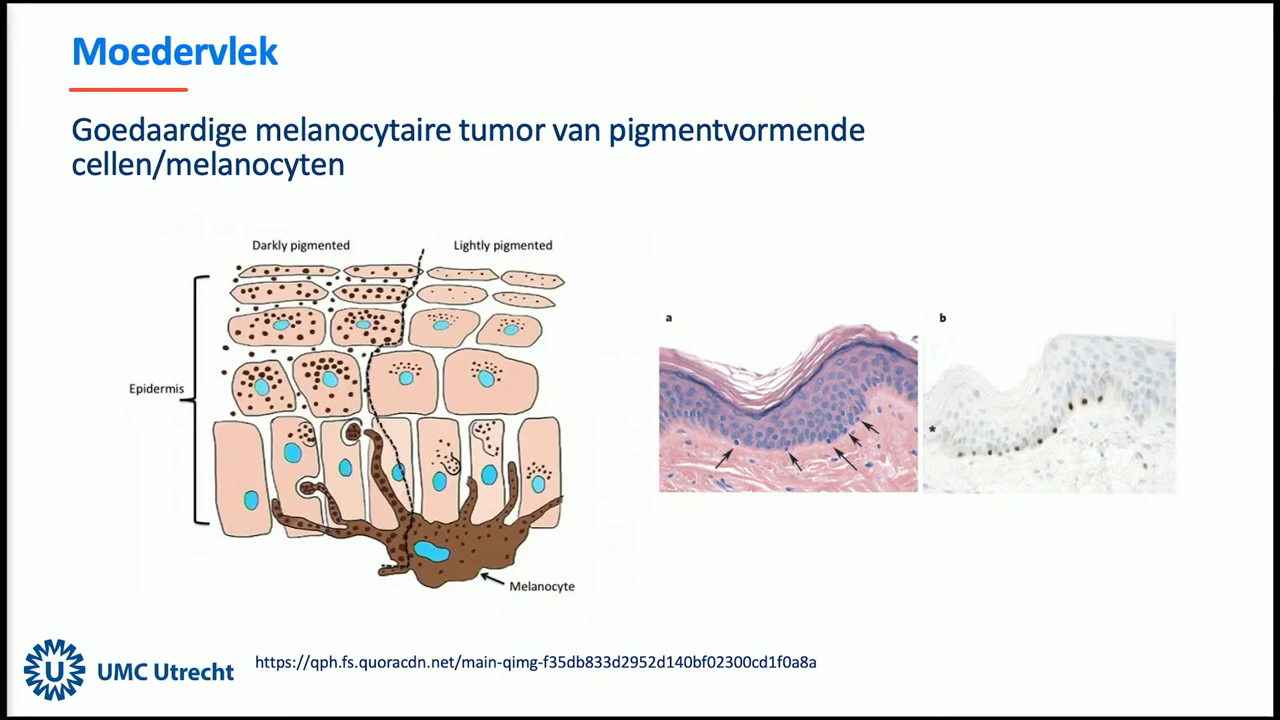 Moedervlek
Goedaardige melanocytaire tumor van pigmentvormende
cellen/melanocyten
Darkly pigmented
Lightly pigmented
Epidermis
Melanocyte
a
b
*
UMC Utrecht
https://qph.fs.quoracdn.net/main-qimg-f35db833d2952d140bf02300cd1f0a8a